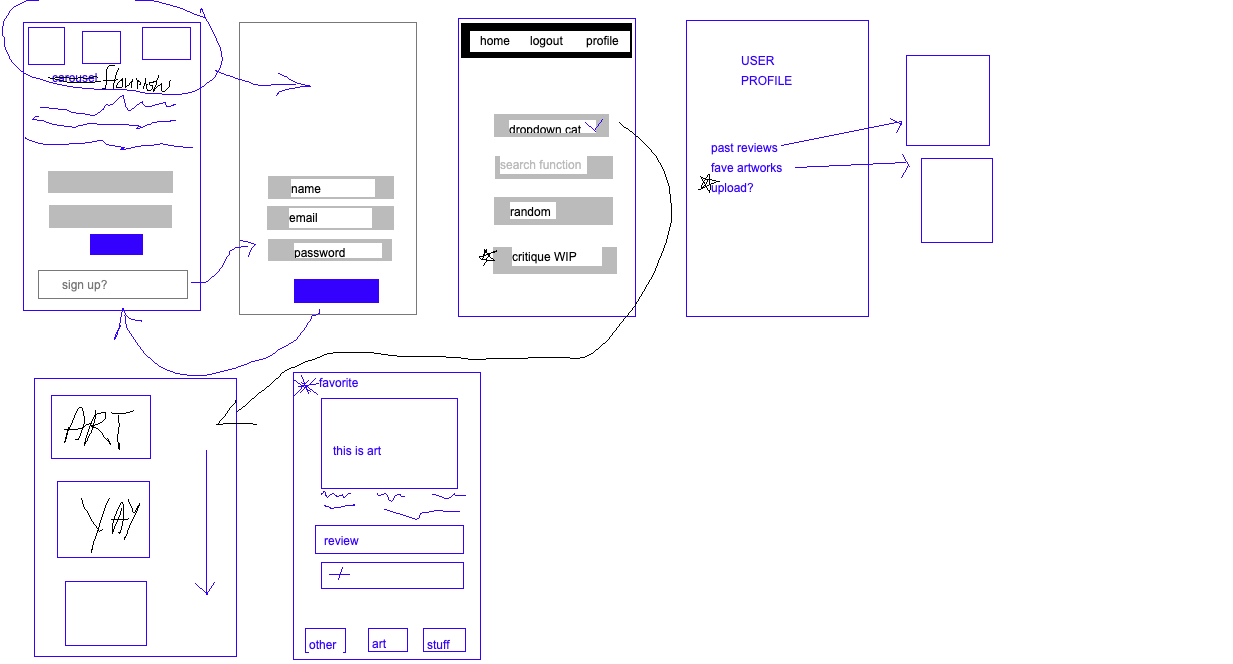 carousel
sign up?
name
email
password
home logout profile
dropdown cat
search function
random
critique WIP
USER
PROFILE
past reviews
fave artworks
upload?
ART
YAY
favorite
this is art
review
+
other art stuff